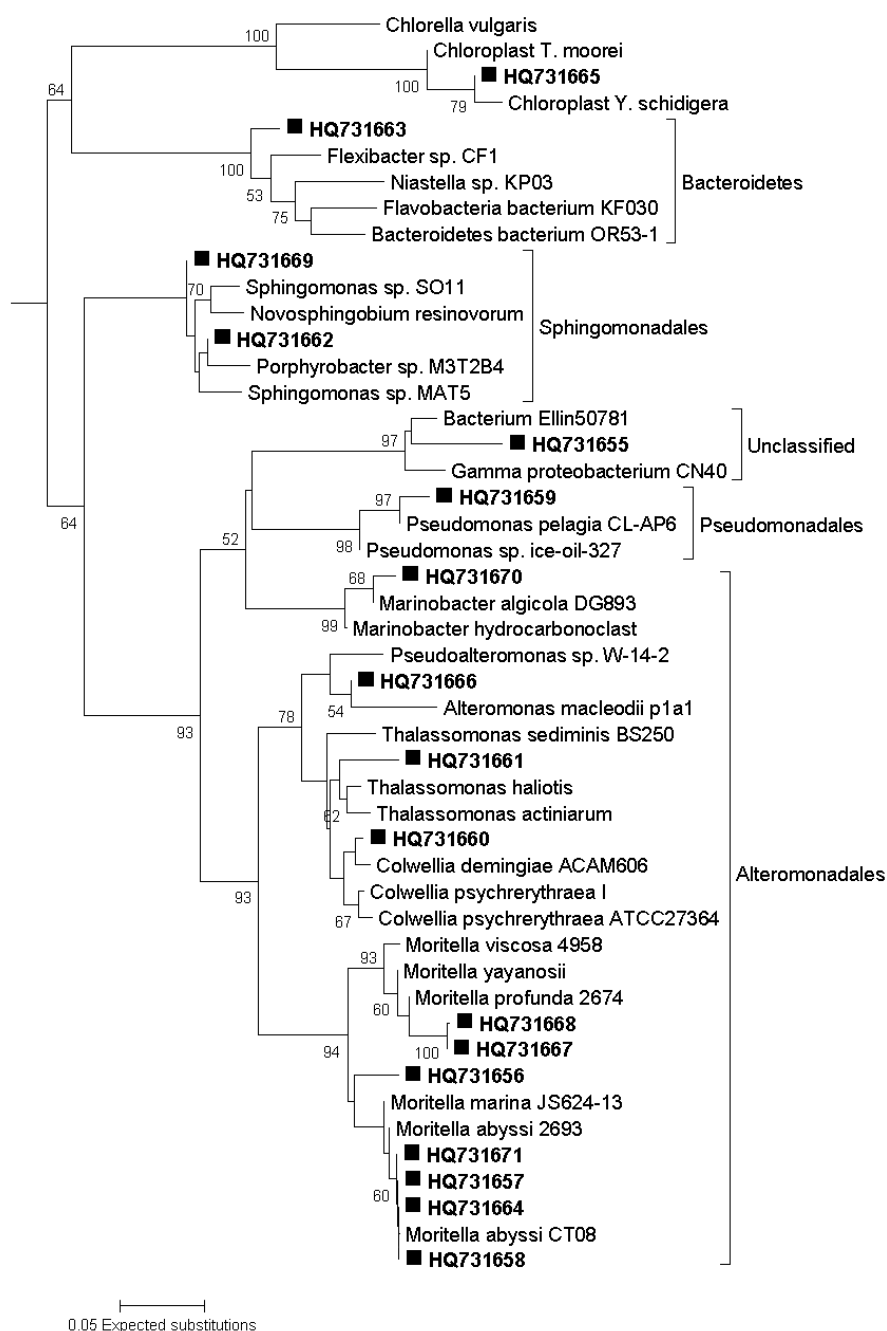 Chlorella vulgaris
100
Chloroplast T. moorei
HQ731665
100
79
Chloroplast Y. schidigera
64
HQ731663
100
Flexibacter sp. CF1
53
Niastella sp. KP03
75
Flavobacteria bacterium KF030
Bacteroidetes bacterium OR53-1
Bacteroidetes
HQ731669
70
Sphingomonas sp. SO11
Novosphingobium resinovorum
HQ731662
Porphyrobacter sp. M3T2B4
Sphingomonas sp. MAT5
Sphingomonadales
64
Bacterium Ellin50781
97
HQ731655
Gamma proteobacterium CN40
Unclassified
HQ731659
97
Pseudomonas pelagia CL-AP6
98
Pseudomonas sp. ice-oil-327
Pseudomonadales
52
HQ731670
68
Marinobacter algicola DG893
99
Marinobacter hydrocarbonoclast
Pseudoalteromonas sp. W-14-2
HQ731666
54
Alteromonas macleodii p1a1
78
93
Thalassomonas sediminis BS250
HQ731661
Thalassomonas haliotis
Thalassomonas actiniarum
62
HQ731660
Colwellia demingiae ACAM606
Colwellia psychrerythraea I
67
Colwellia psychrerythraea ATCC27364
Alteromonadales
93
Moritella viscosa 4958
93
Moritella yayanosii
Moritella profunda 2674
60
HQ731668
100
HQ731667
94
HQ731656
Moritella marina JS624-13
Moritella abyssi 2693
HQ731671
HQ731657
60
HQ731664
Moritella abyssi CT08
HQ731658
0.05 Expected substitutions